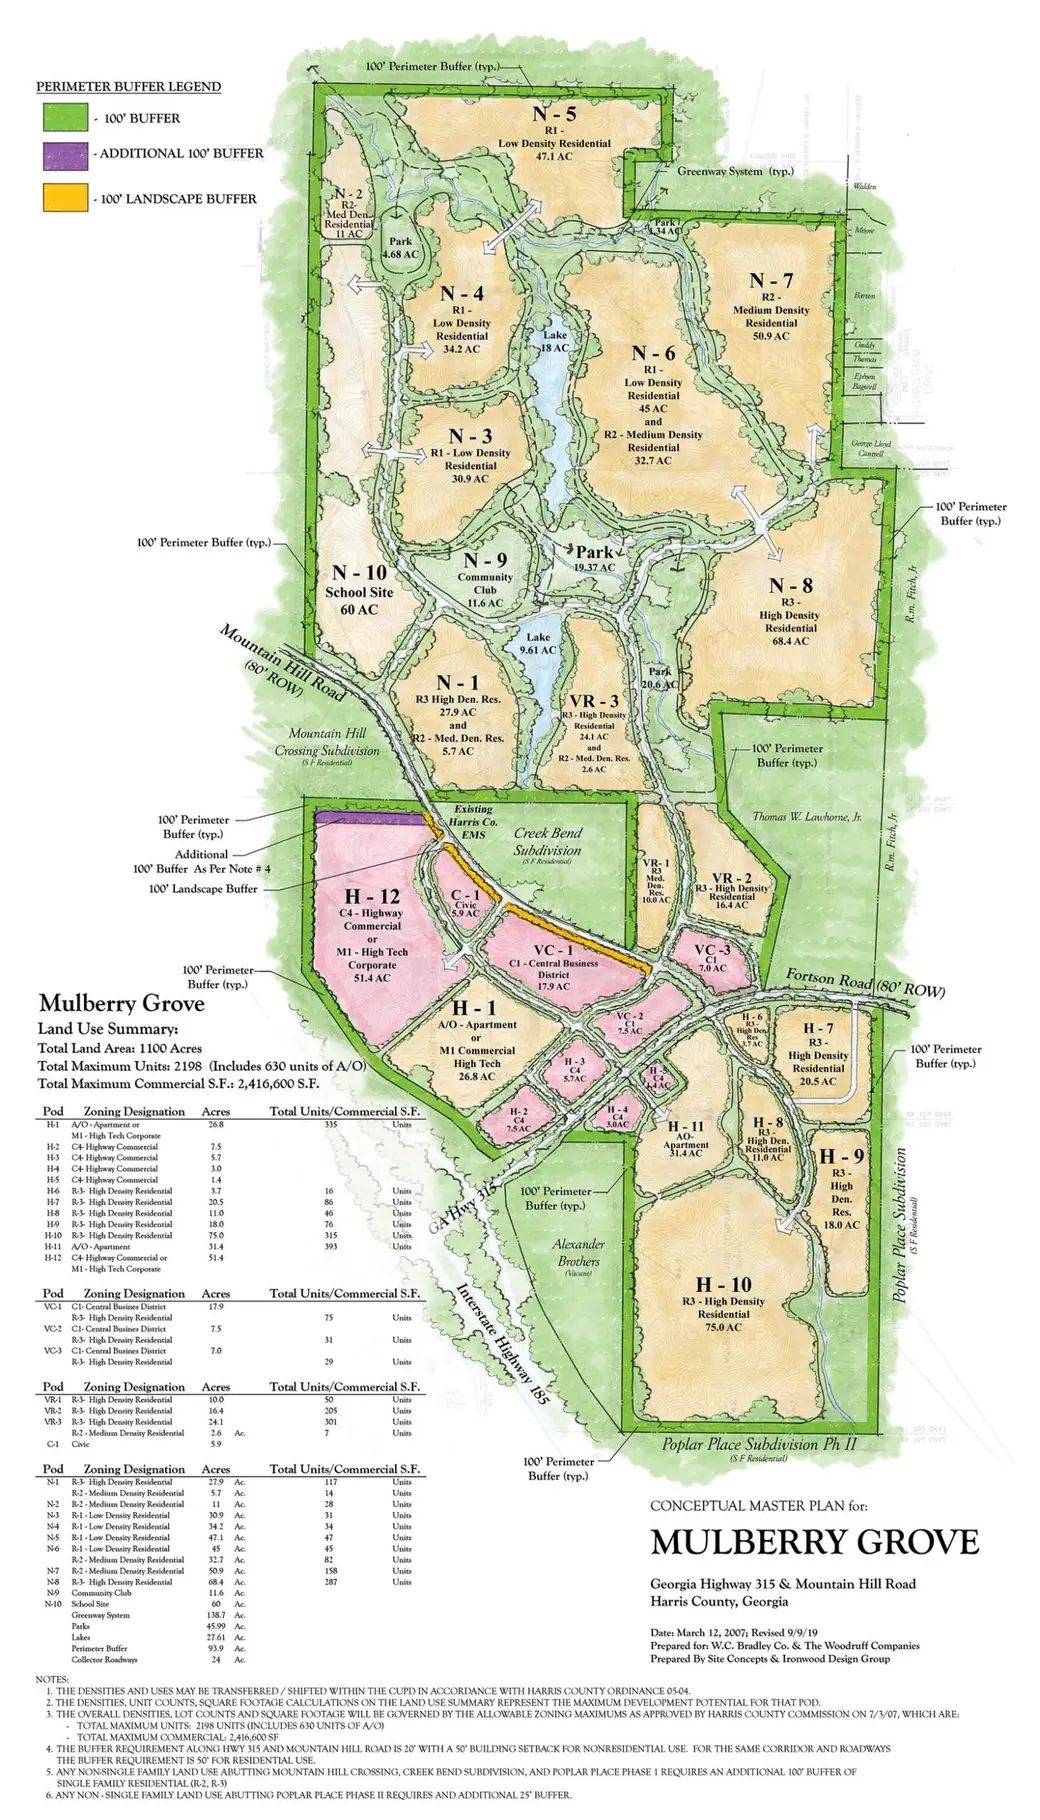 100' Perimeter Buffer (typ.)
PERIMETER BUFFER LEGEND
- 100' BUFFER
- ADDITIONAL 100' BUFFER
- 100' LANDSCAPE BUFFER
N - 5
R1 -
Low Density Residential
47.1 AC
Greenway System (typ.)
N - 2
R2-
Med Den.
Residential
11 AC
Park
4.68 AC
Park
1.34 AC
Walden
Moore
Barton
Gaddy
Thomas
Ephym
Bagwell
George Lloyd
Cantrell
N - 7
R2 -
Medium Density
Residential
50.9 AC
N - 4
R1 -
Low Density
Residential
34.2 AC
Lake
18 AC
N - 6
R1 -
Low Density
Residential
45 AC
and
R2 - Medium Density
Residential
32.7 AC
N - 3
R1 - Low Density
Residential
30.9 AC
100' Perimeter
Buffer (typ.)
100' Perimeter Buffer (typ.)
N - 10
School Site
60 AC
N - 9
Community
Club
11.6 AC
Park
19.37 AC
N - 8
R3 -
High Density
Residential
68.4 AC
R.m. Fitch, Jr
Mountain Hill Road
(80' ROW)
Lake
9.61 AC
Park
20.6 AC
N - 1
R3 High Den. Res.
27.9 AC
and
R2 - Med. Den. Res.
5.7 AC
VR - 3
R3 - High Density
Residential
24.1 AC
and
R2 - Med. Den. Res.
2.6 AC
Mountain Hill
Crossing Subdivision
(S F Residential)
100' Perimeter
Buffer (typ.)
Thomas W. Lawhorne, Jr.
R.m. Fitch, Jr
100' Perimeter
Buffer (typ.)
Additional
100' Buffer As Per Note # 4
100' Landscape Buffer
Existing
Harris Co.
EMS
Creek Bend
Subdivision
(S F Residential)
VR- 1
R3
Med.
Den.
Res.
10.0 AC
VR - 2
R3 - High Density
Residential
16.4 AC
H - 12
C4 - Highway
Commercial
or
M1 - High Tech
Corporate
51.4 AC
C - 1
Civic
5.9 AC
VC - 1
C1 - Central Business
District
17.9 AC
VC -3
C1
7.0 AC
100' Perimeter
Buffer (typ.)
Fortson Road (80' ROW)
H - 1
A/O - Apartment
or
M1 Commercial
High Tech
26.8 AC
VC - 2
C1
7.5 AC
H - 6
R3 -
High Den.
Res
3.7 AC
H - 7
R3 -
High Density
Residential
20.5 AC
100' Perimeter
Buffer (typ.)
H - 3
C4
5.7AC
H - 5
C4
1.4 AC
H - 2
C4
7.5 AC
H - 4
C4
3.0AC
H - 11
AO-
Apartment
31.4 AC
H - 8
R3 -
High Den.
Residential
11.0 AC
H - 9
R3 -
High
Den.
Res.
18.0 AC
GA Hwy 315
100' Perimeter
Buffer (typ.)
Alexander
Brothers
(Vacant)
Poplar Place Subdivision
(S F Residential)
H - 10
R3 - High Density
Residential
75.0 AC
Interstate Highway 185
Poplar Place Subdivision Ph II
(S F Residential)
100' Perimeter
Buffer (typ.)
Mulberry Grove
Land Use Summary:
Total Land Area: 1100 Acres
Total Maximum Units: 2198 (Includes 630 units of A/O)
Total Maximum Commercial S.F.: 2,416,600 S.F.
Pod Zoning Designation Acres Total Units/Commercial S.F.
H-1 A/O - Apartment or 26.8 335 Units
M1 - High Tech Corporate
H-2 C4- Highway Commercial 7.5
H-3 C4- Highway Commercial 5.7
H-4 C4- Highway Commercial 3.0
H-5 C4- Highway Commercial 1.4
H-6 R-3- High Density Residential 3.7 16 Units
H-7 R-3- High Density Residential 20.5 86 Units
H-8 R-3- High Density Residential 11.0 46 Units
H-9 R-3- High Density Residential 18.0 76 Units
H-10 R-3- High Density Residential 75.0 315 Units
H-11 A/O - Apartment 31.4 393 Units
H-12 C4- Highway Commercial or 51.4
M1 - High Tech Corporate
Pod Zoning Designation Acres Total Units/Commercial S.F.
VC-1 C1- Central Busines District 17.9
R-3- High Density Residential 75 Units
VC-2 C1- Central Busines District 7.5
R-3- High Density Residential 31 Units
VC-3 C1- Central Busines District 7.0
R-3- High Density Residential 29 Units
Pod Zoning Designation Acres Total Units/Commercial S.F.
VR-1 R-3- High Density Residential 10.0 50 Units
VR-2 R-3- High Density Residential 16.4 205 Units
VR-3 R-3- High Density Residential 24.1 301 Units
R-2 - Medium Density Residential 2.6 Ac. 7 Units
C-1 Civic 5.9
Pod Zoning Designation Acres Total Units/Commercial S.F.
N-1 R-3- High Density Residential 27.9 Ac. 117 Units
R-2 - Medium Density Residential 5.7 Ac. 14 Units
N-2 R-2 - Medium Density Residential 11 Ac. 28 Units
N-3 R-1 - Low Density Residential 30.9 Ac. 31 Units
N-4 R-1 - Low Density Residential 34.2 Ac. 34 Units
N-5 R-1 - Low Density Residential 47.1 Ac. 47 Units
N-6 R-1 - Low Density Residential 45 Ac. 45 Units
R-2 - Medium Density Residential 32.7 Ac. 82 Units
N-7 R-2 - Medium Density Residential 50.9 Ac. 158 Units
N-8 R-3- High Density Residential 68.4 Ac. 287 Units
N-9 Community Club 11.6 Ac.
N-10 School Site 60 Ac.
Greenway System 138.7 Ac.
Parks 45.99 Ac.
Lakes 27.61 Ac.
Perimeter Buffer 93.9 Ac.
Collector Roadways 24 Ac.
CONCEPTUAL MASTER PLAN for:
MULBERRY GROVE
Georgia Highway 315 & Mountain Hill Road
Harris County, Georgia
Date: March 12, 2007; Revised 9/9/19
Prepared for: W.C. Bradley Co. & The Woodruff Companies
Prepared By Site Concepts & Ironwood Design Group
NOTES:
1. THE DENSITIES AND USES MAY BE TRANSFERRED / SHIFTED WITHIN THE CUPD IN ACCORDANCE WITH HARRIS COUNTY ORDINANCE 05-04.
2. THE DENSITIES, UNIT COUNTS, SQUARE FOOTAGE CALCULATIONS ON THE LAND USE SUMMARY REPRESENT THE MAXIMUM DEVELOPMENT POTENTIAL FOR THAT POD.
3. THE OVERALL DENSITIES, LOT COUNTS AND SQUARE FOOTAGE WILL BE GOVERNED BY THE ALLOWABLE ZONING MAXIMUMS AS APPROVED BY HARRIS COUNTY COMMISSION ON 7/3/07, WHICH ARE:
- TOTAL MAXIMUM UNITS: 2198 UNITS (INCLUDES 630 UNITS OF A/O)
- TOTAL MAXIMUM COMMERCIAL: 2,416,600 SF
4. THE BUFFER REQUIREMENT ALONG HWY 315 AND MOUNTAIN HILL ROAD IS 20' WITH A 50' BUILDING SETBACK FOR NONRESIDENTIAL USE. FOR THE SAME CORRIDOR AND ROADWAYS
THE BUFFER REQUIREMENT IS 50' FOR RESIDENTIAL USE.
5. ANY NON-SINGLE FAMILY LAND USE ABUTTING MOUNTAIN HILL CROSSING, CREEK BEND SUBDIVISION, AND POPLAR PLACE PHASE 1 REQUIRES AN ADDITIONAL 100' BUFFER OF
SINGLE FAMILY RESIDENTIAL (R-2, R-3)
6. ANY NON - SINGLE FAMILY LAND USE ABUTTING POPLAR PLACE PHASE II REQUIRES AND ADDITIONAL 25' BUFFER.